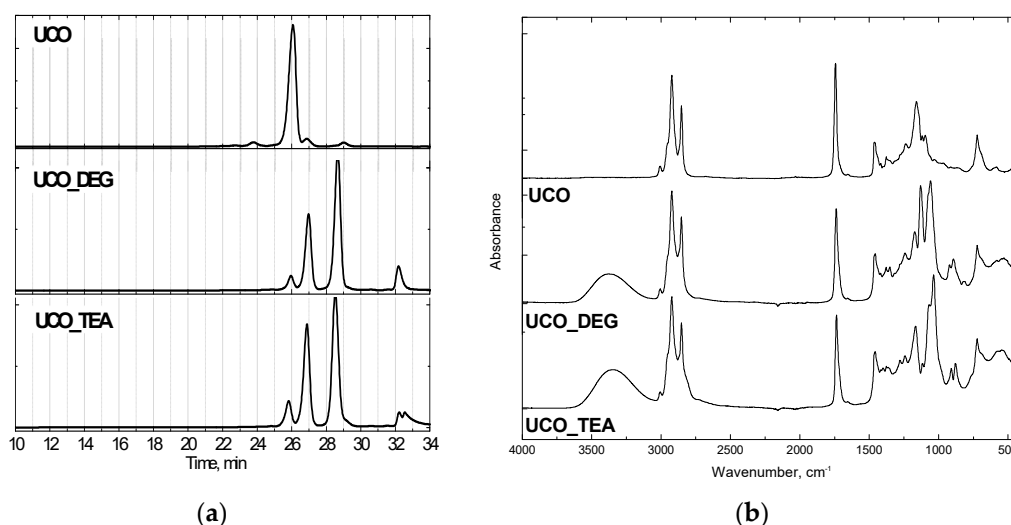 UCO
UCO_DEG
UCO_TEA
10 12 14 16 18 20 22 24 26 28 30 32 34
Time, min
(a)
Absorbance
UCO
UCO_DEG
UCO_TEA
4000 3500 3000 2500 2000 1500 1000 500
Wavenumber, cm⁻¹
(b)